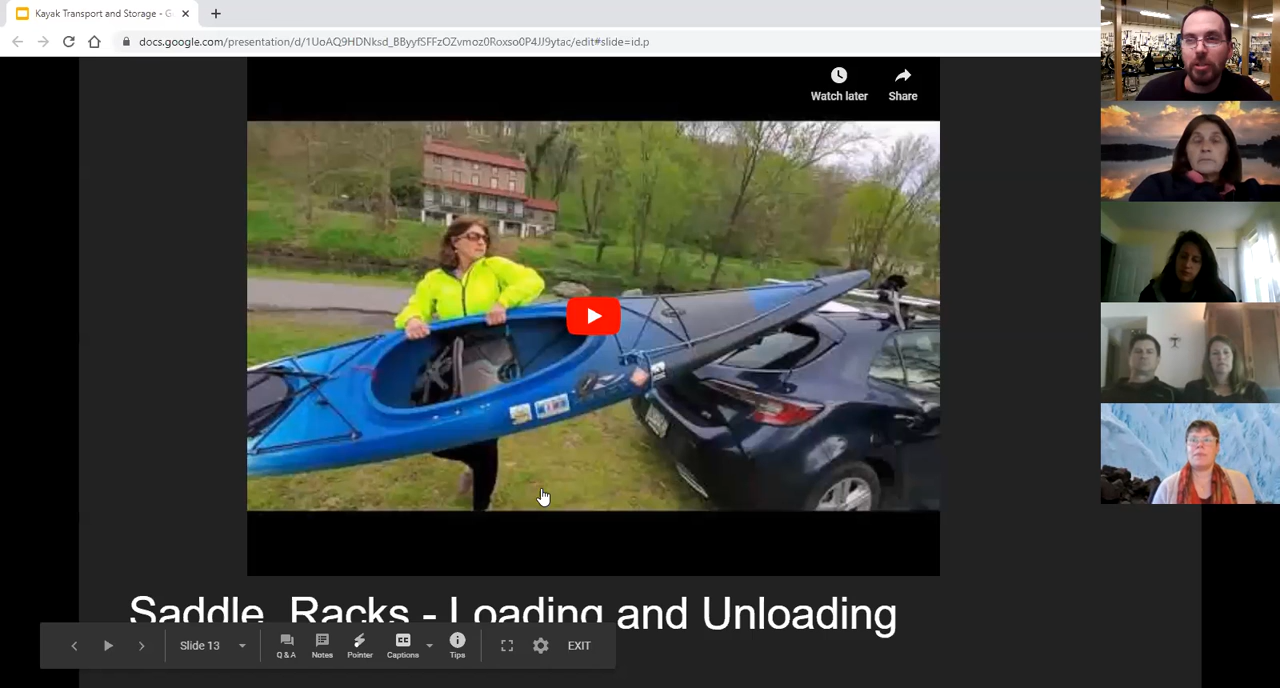 Kayak Transport and Storage - G
docs.google.com/presentation/d/1UoAQ9HDNksd_BByyfSFFzOZvmoz0Roxso0P4JJ9ytac/edit#slide=id.p
Watch later
Share
Saddle Racks - Loading and Unloading
Slide 13
Q & A
Notes
Pointer
Captions
Tips
EXIT